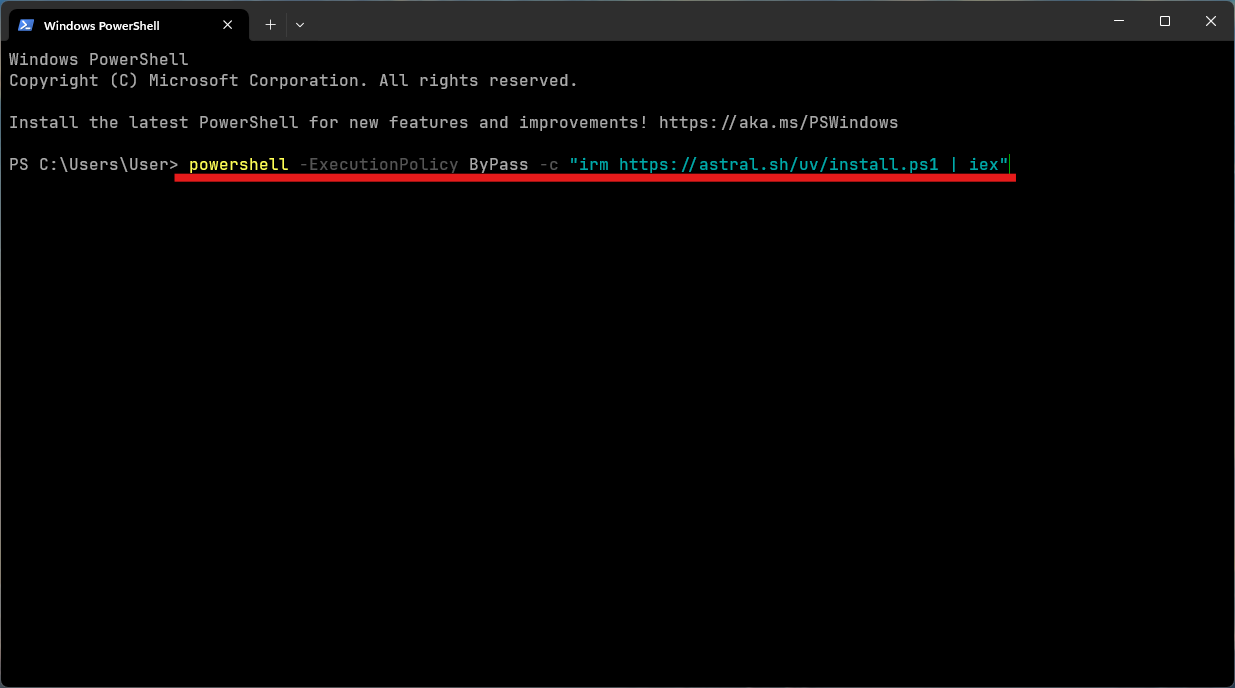 Windows PowerShell
Windows PowerShell
Copyright (C) Microsoft Corporation. All rights reserved.
Install the latest PowerShell for new features and improvements! https://aka.ms/PSWindows
PS C:\Users\User> powershell -ExecutionPolicy ByPass -c "irm https://astral.sh/uv/install.ps1 | iex"